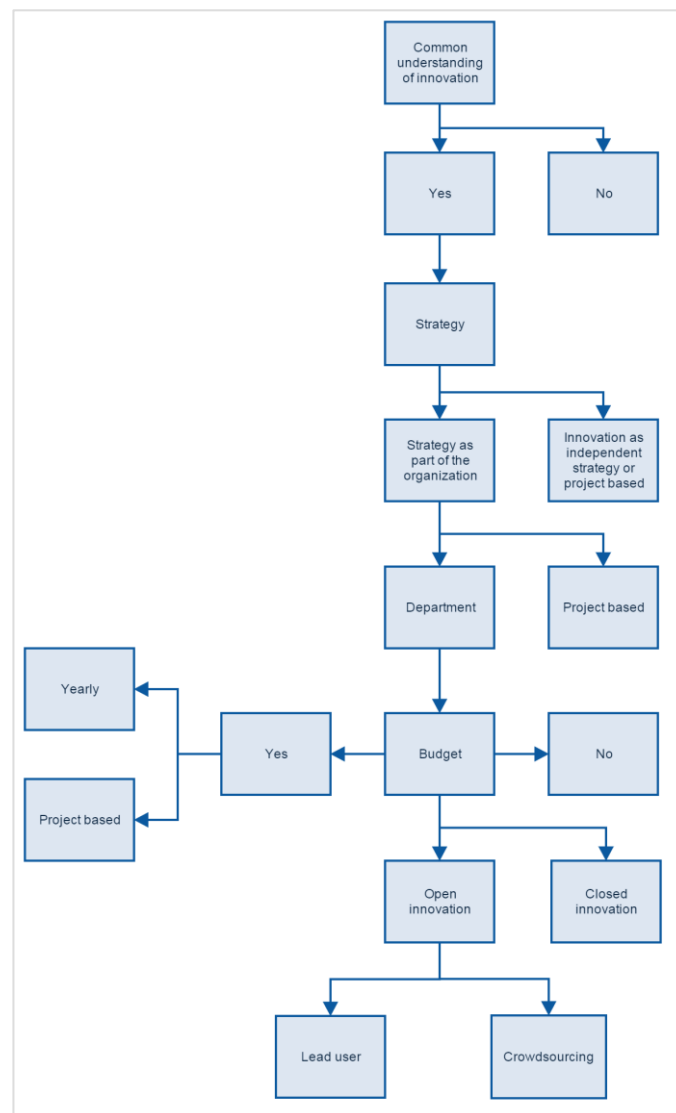 Common
understanding
of innovation
Yes
No
Strategy
Strategy as
part of the
organization
Innovation as
independent
strategy or
project based
Department
Project based
Yearly
Yes
Budget
No
Project based
Open
innovation
Closed
innovation
Lead user
Crowdsourcing